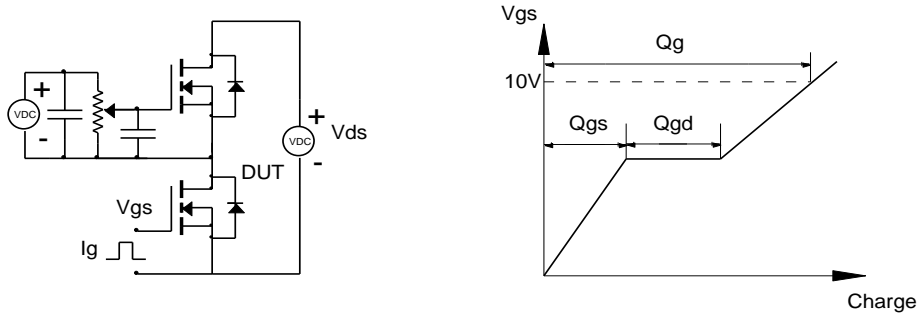 +
VDC
-
+
VDC
-
Vds
DUT
Vgs
Ig
Vgs
Qg
10V
Qgs
Qgd
Charge